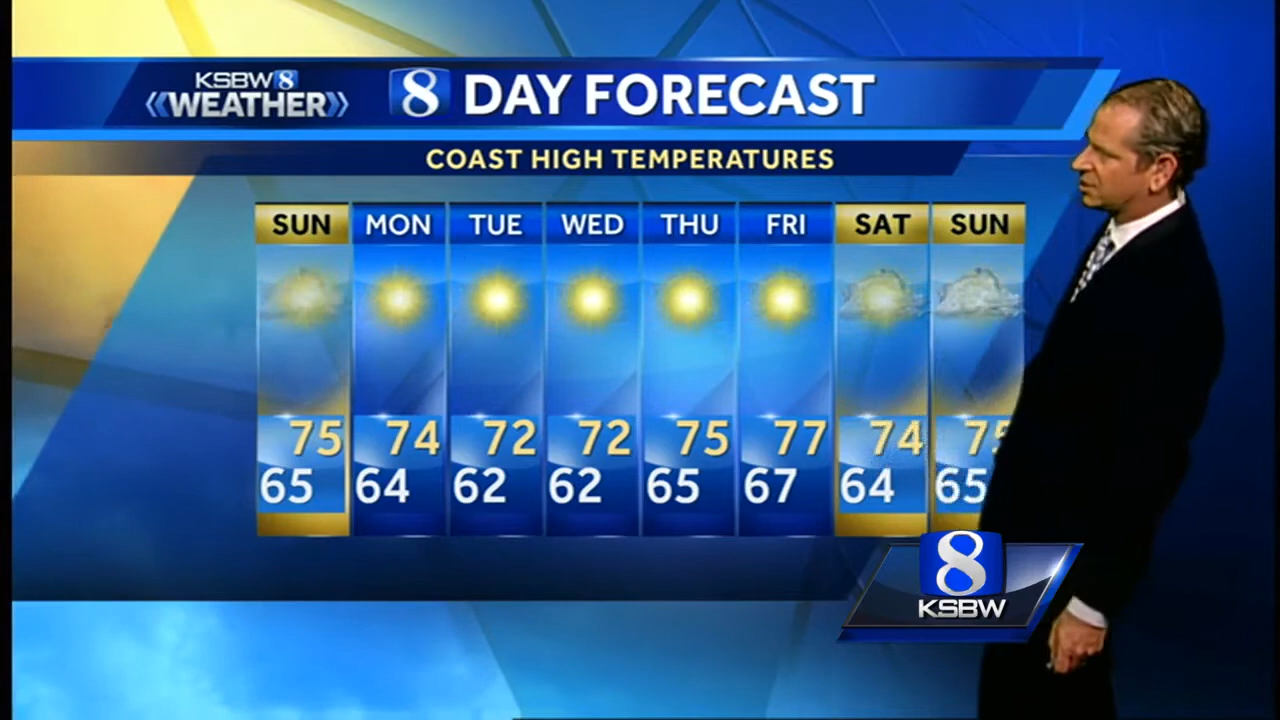 KSBW 8
WEATHER
8 DAY FORECAST
COAST HIGH TEMPERATURES
SUN MON TUE WED THU FRI SAT SUN
75 74 72 72 75 77 74 75
65 64 62 62 65 67 64 65
8
KSBW